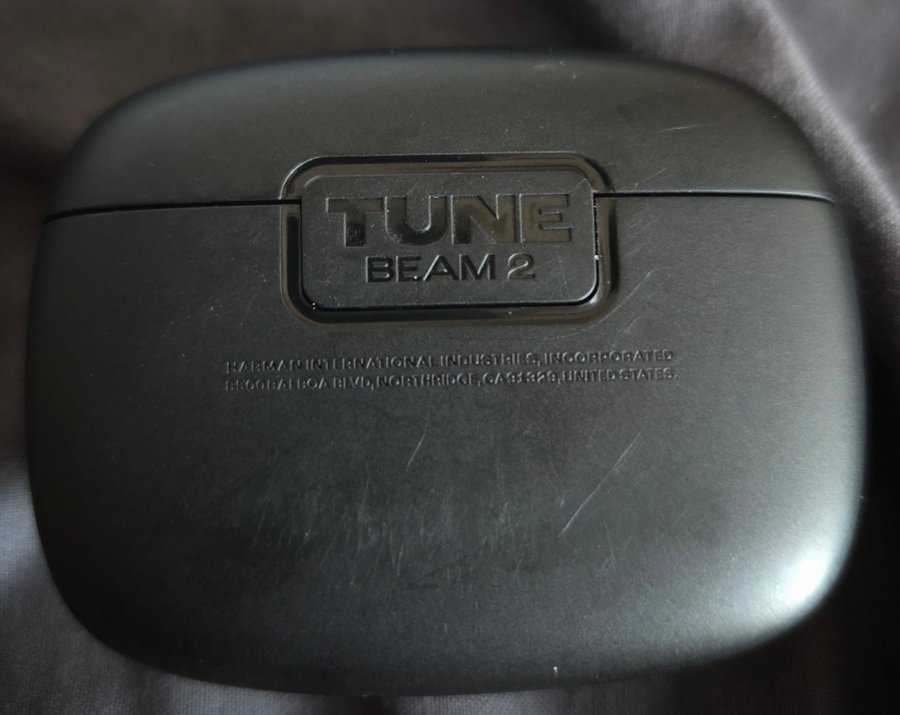 TUNE
BEAM 2
HARMAN INTERNATIONAL INDUSTRIES, INCORPORATED
8500 BALBOA BLVD, NORTHRIDGE, CA 91329, UNITED STATES.